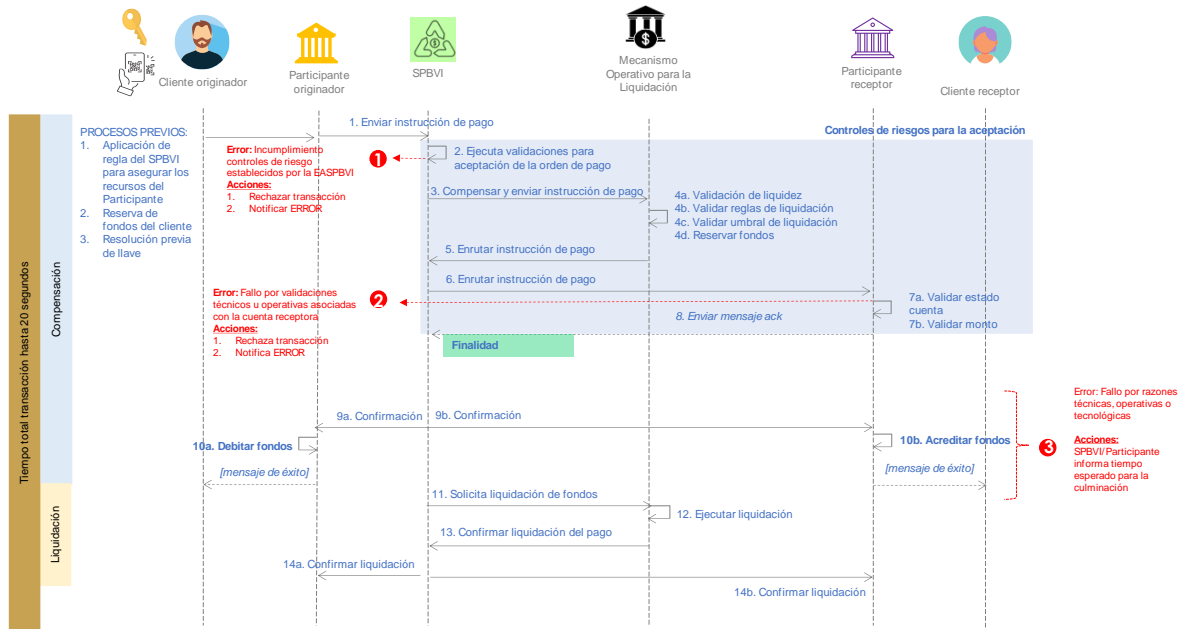 Cliente originador
Participante
originador
SPBVI
Mecanismo
Operativo para la
Liquidación
Participante
receptor
Cliente receptor
Tiempo total transacción hasta 20 segundos
Compensación
Liquidación
PROCESOS PREVIOS:
1. Aplicación de
regla del SPBVI
para asegurar los
recursos del
Participante
2. Reserva de
fondos del cliente
3. Resolución previa
de llave
1. Enviar instrucción de pago
Controles de riesgos para la aceptación
Error: Incumplimiento
controles de riesgo
establecidos por la EASPBVI
Acciones:
1. Rechazar transacción
2. Notificar ERROR
1
2. Ejecuta validaciones para
aceptación de la orden de pago
3. Compensar y enviar instrucción de pago
4a. Validación de liquidez
4b. Validar reglas de liquidación
4c. Validar umbral de liquidación
4d. Reservar fondos
5. Enrutar instrucción de pago
6. Enrutar instrucción de pago
Error: Fallo por validaciones
técnicos u operativas asociadas
con la cuenta receptora
Acciones:
1. Rechaza transacción
2. Notifica ERROR
2
7a. Validar estado
cuenta
7b. Validar monto
8. Enviar mensaje ack
Finalidad
9a. Confirmación
9b. Confirmación
10a. Debitar fondos
10b. Acreditar fondos
[mensaje de éxito]
[mensaje de éxito]
3
Error: Fallo por razones
técnicas, operativas o
tecnológicas
Acciones:
SPBVI/Participante
informa tiempo
esperado para la
culminación
11. Solicita liquidación de fondos
12. Ejecutar liquidación
13. Confirmar liquidación del pago
14a. Confirmar liquidación
14b. Confirmar liquidación